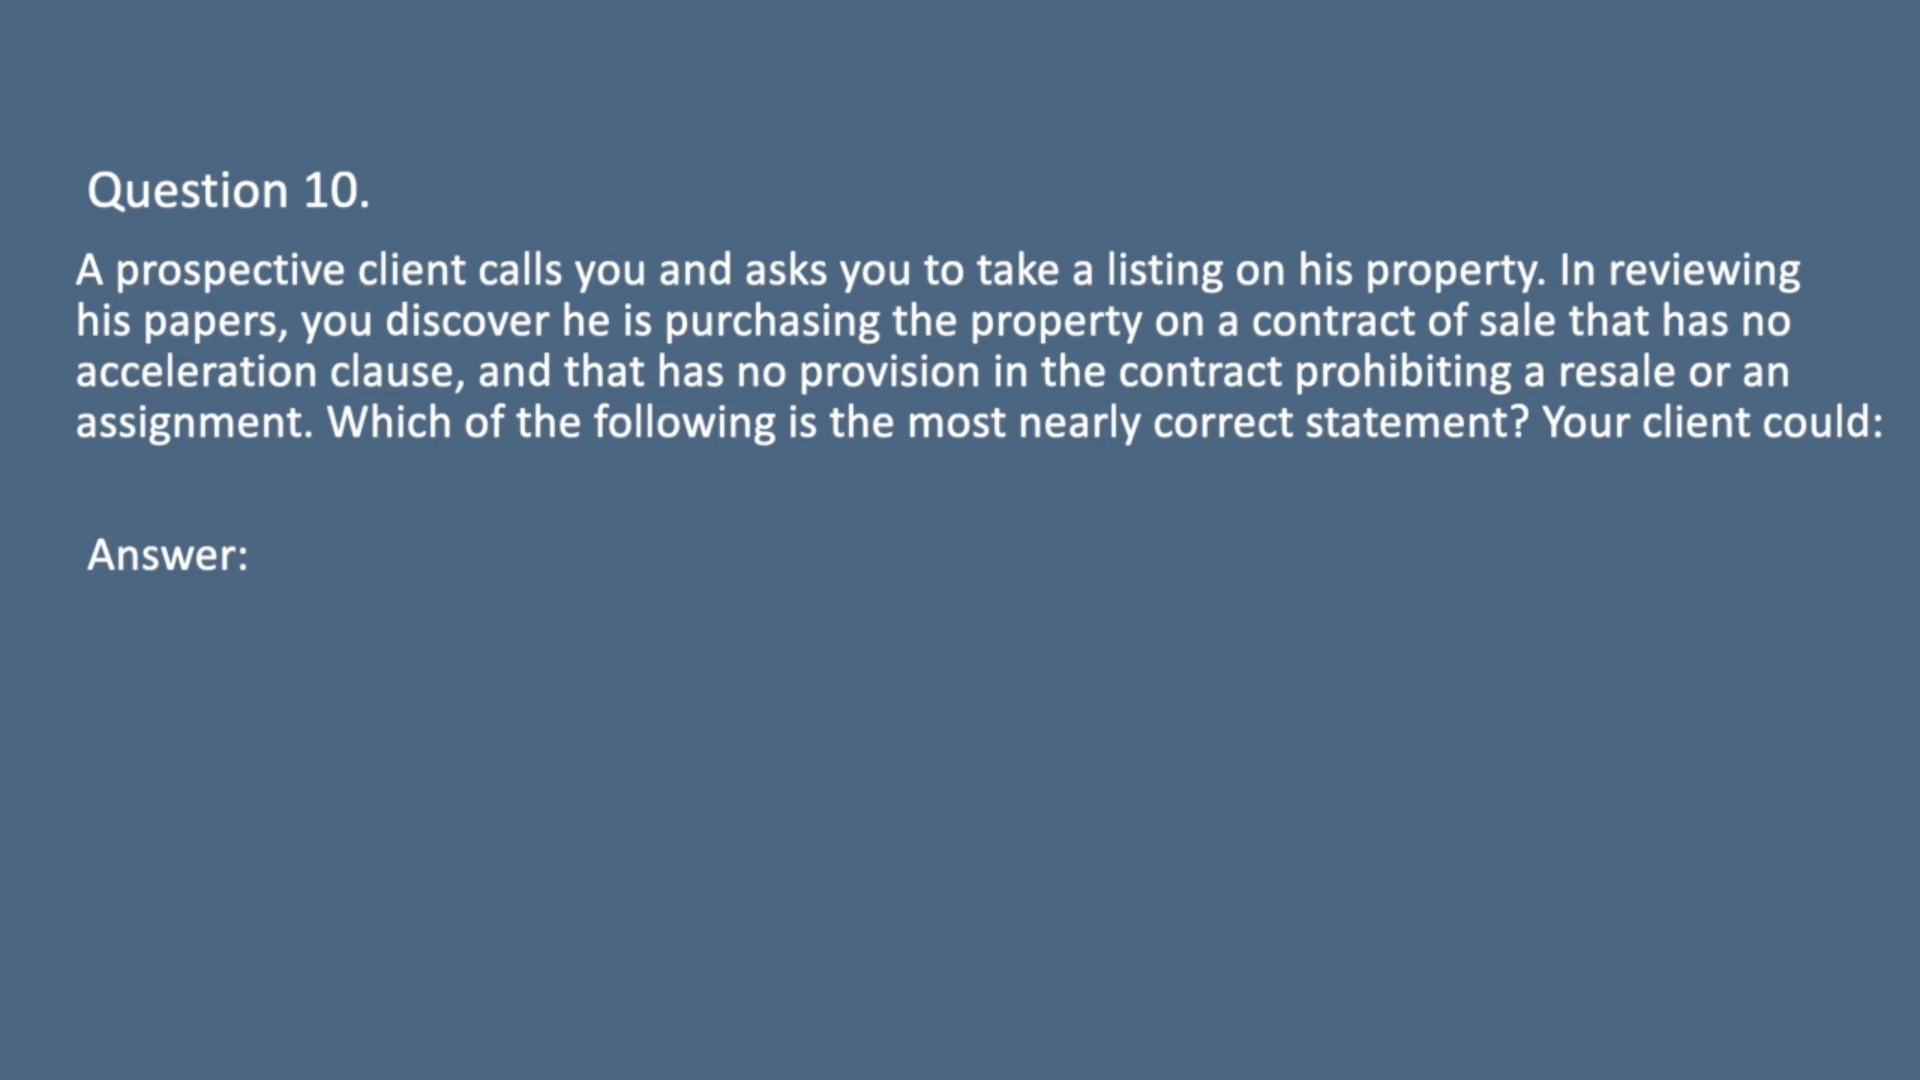 Question 10.
A prospective client calls you and asks you to take a listing on his property. In reviewing
his papers, you discover he is purchasing the property on a contract of sale that has no
acceleration clause, and that has no provision in the contract prohibiting a resale or an
assignment. Which of the following is the most nearly correct statement? Your client could:
Answer: